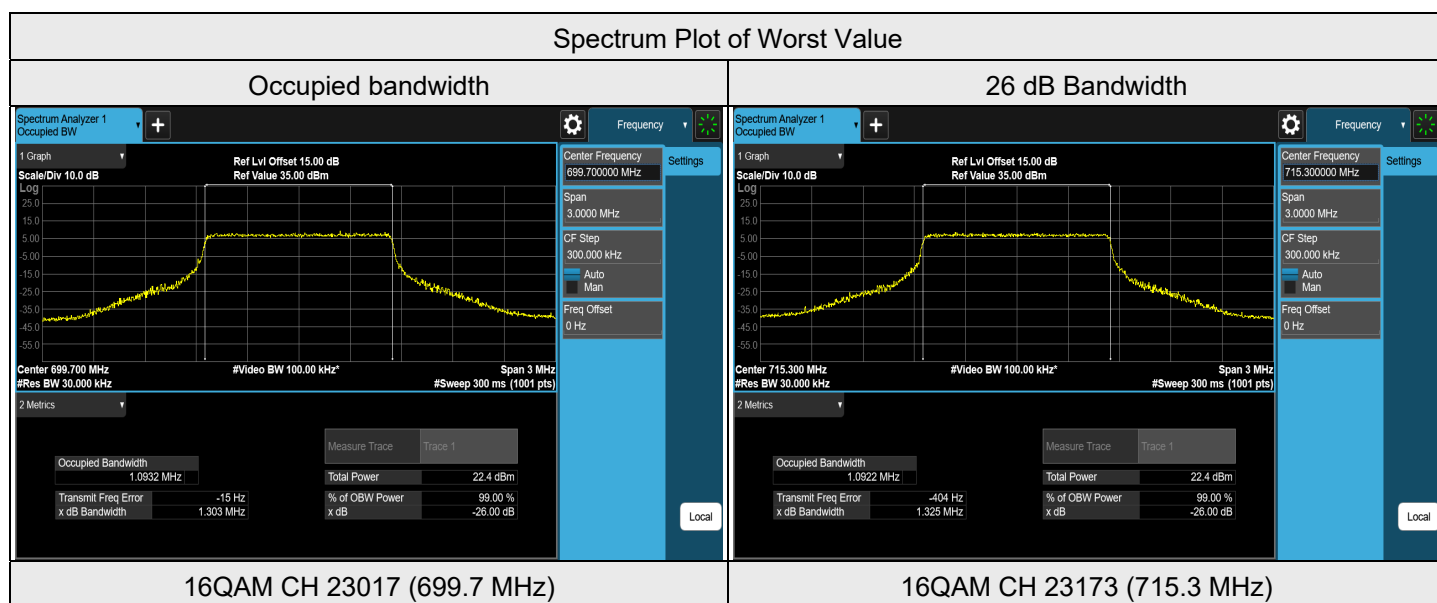 Spectrum Plot of Worst Value
Occupied bandwidth
26 dB Bandwidth
Spectrum Analyzer 1
Occupied BW
+
Frequency
1 Graph
Ref Lvl Offset 15.00 dB
Scale/Div 10.0 dB
Ref Value 35.00 dBm
Log
25.0
15.0
5.00
-5.00
-15.0
-25.0
-35.0
-45.0
-55.0
Center 699.700 MHz
#Video BW 100.00 kHz*
Span 3 MHz
#Res BW 30.000 kHz
#Sweep 300 ms (1001 pts)
Center Frequency
699.700000 MHz
Settings
Span
3.0000 MHz
CF Step
300.000 kHz
Auto
Man
Freq Offset
0 Hz
Local
2 Metrics
Measure Trace Trace 1
Occupied Bandwidth
1.0932 MHz
Total Power 22.4 dBm
Transmit Freq Error -15 Hz
% of OBW Power 99.00 %
x dB Bandwidth 1.303 MHz
x dB -26.00 dB
Spectrum Analyzer 1
Occupied BW
+
Frequency
1 Graph
Ref Lvl Offset 15.00 dB
Scale/Div 10.0 dB
Ref Value 35.00 dBm
Log
25.0
15.0
5.00
-5.00
-15.0
-25.0
-35.0
-45.0
-55.0
Center 715.300 MHz
#Video BW 100.00 kHz*
Span 3 MHz
#Res BW 30.000 kHz
#Sweep 300 ms (1001 pts)
Center Frequency
715.300000 MHz
Settings
Span
3.0000 MHz
CF Step
300.000 kHz
Auto
Man
Freq Offset
0 Hz
Local
2 Metrics
Measure Trace Trace 1
Occupied Bandwidth
1.0922 MHz
Total Power 22.4 dBm
Transmit Freq Error -404 Hz
% of OBW Power 99.00 %
x dB Bandwidth 1.325 MHz
x dB -26.00 dB
16QAM CH 23017 (699.7 MHz)
16QAM CH 23173 (715.3 MHz)